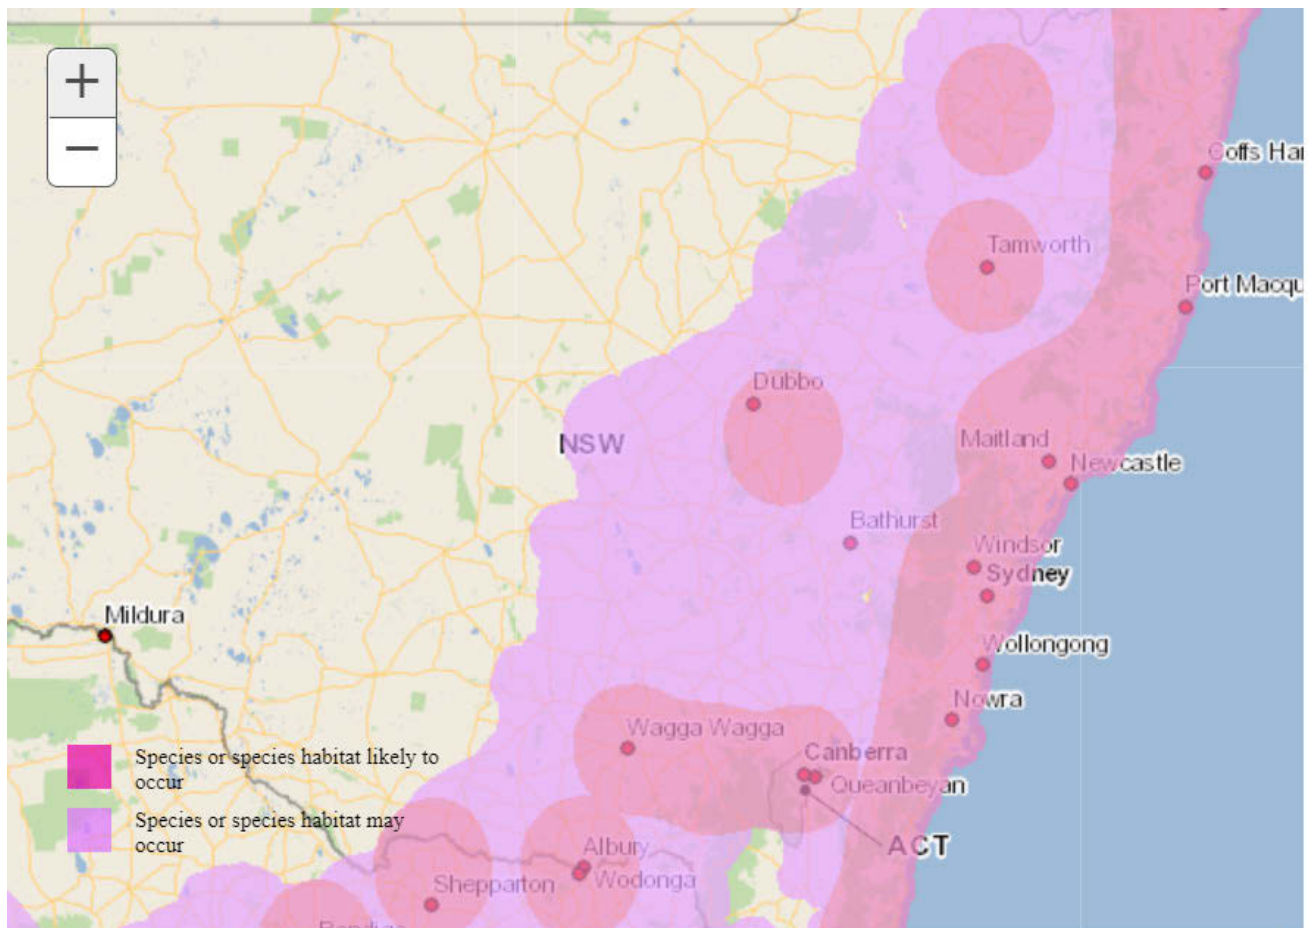 +
−
Coffs Har
Tamworth
Port Macqu
Dubbo
NSW
Maitland
Newcastle
Bathurst
Windsor
Sydney
Mildura
Wollongong
Nowra
Wagga Wagga
Canberra
Queanbeyan
Species or species habitat likely to
occur
Species or species habitat may
occur
ACT
Albury
Wodonga
Shepparton